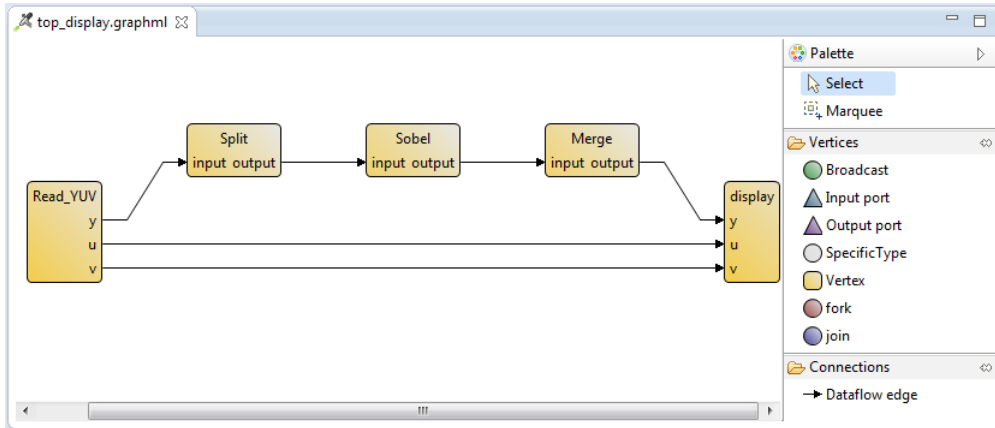 top_display.graphml
Split
input output
Sobel
input output
Merge
input output
Read_YUV
y
u
v
display
y
u
v
Palette
Select
Marquee
Vertices
Broadcast
Input port
Output port
SpecificType
Vertex
fork
join
Connections
Dataflow edge